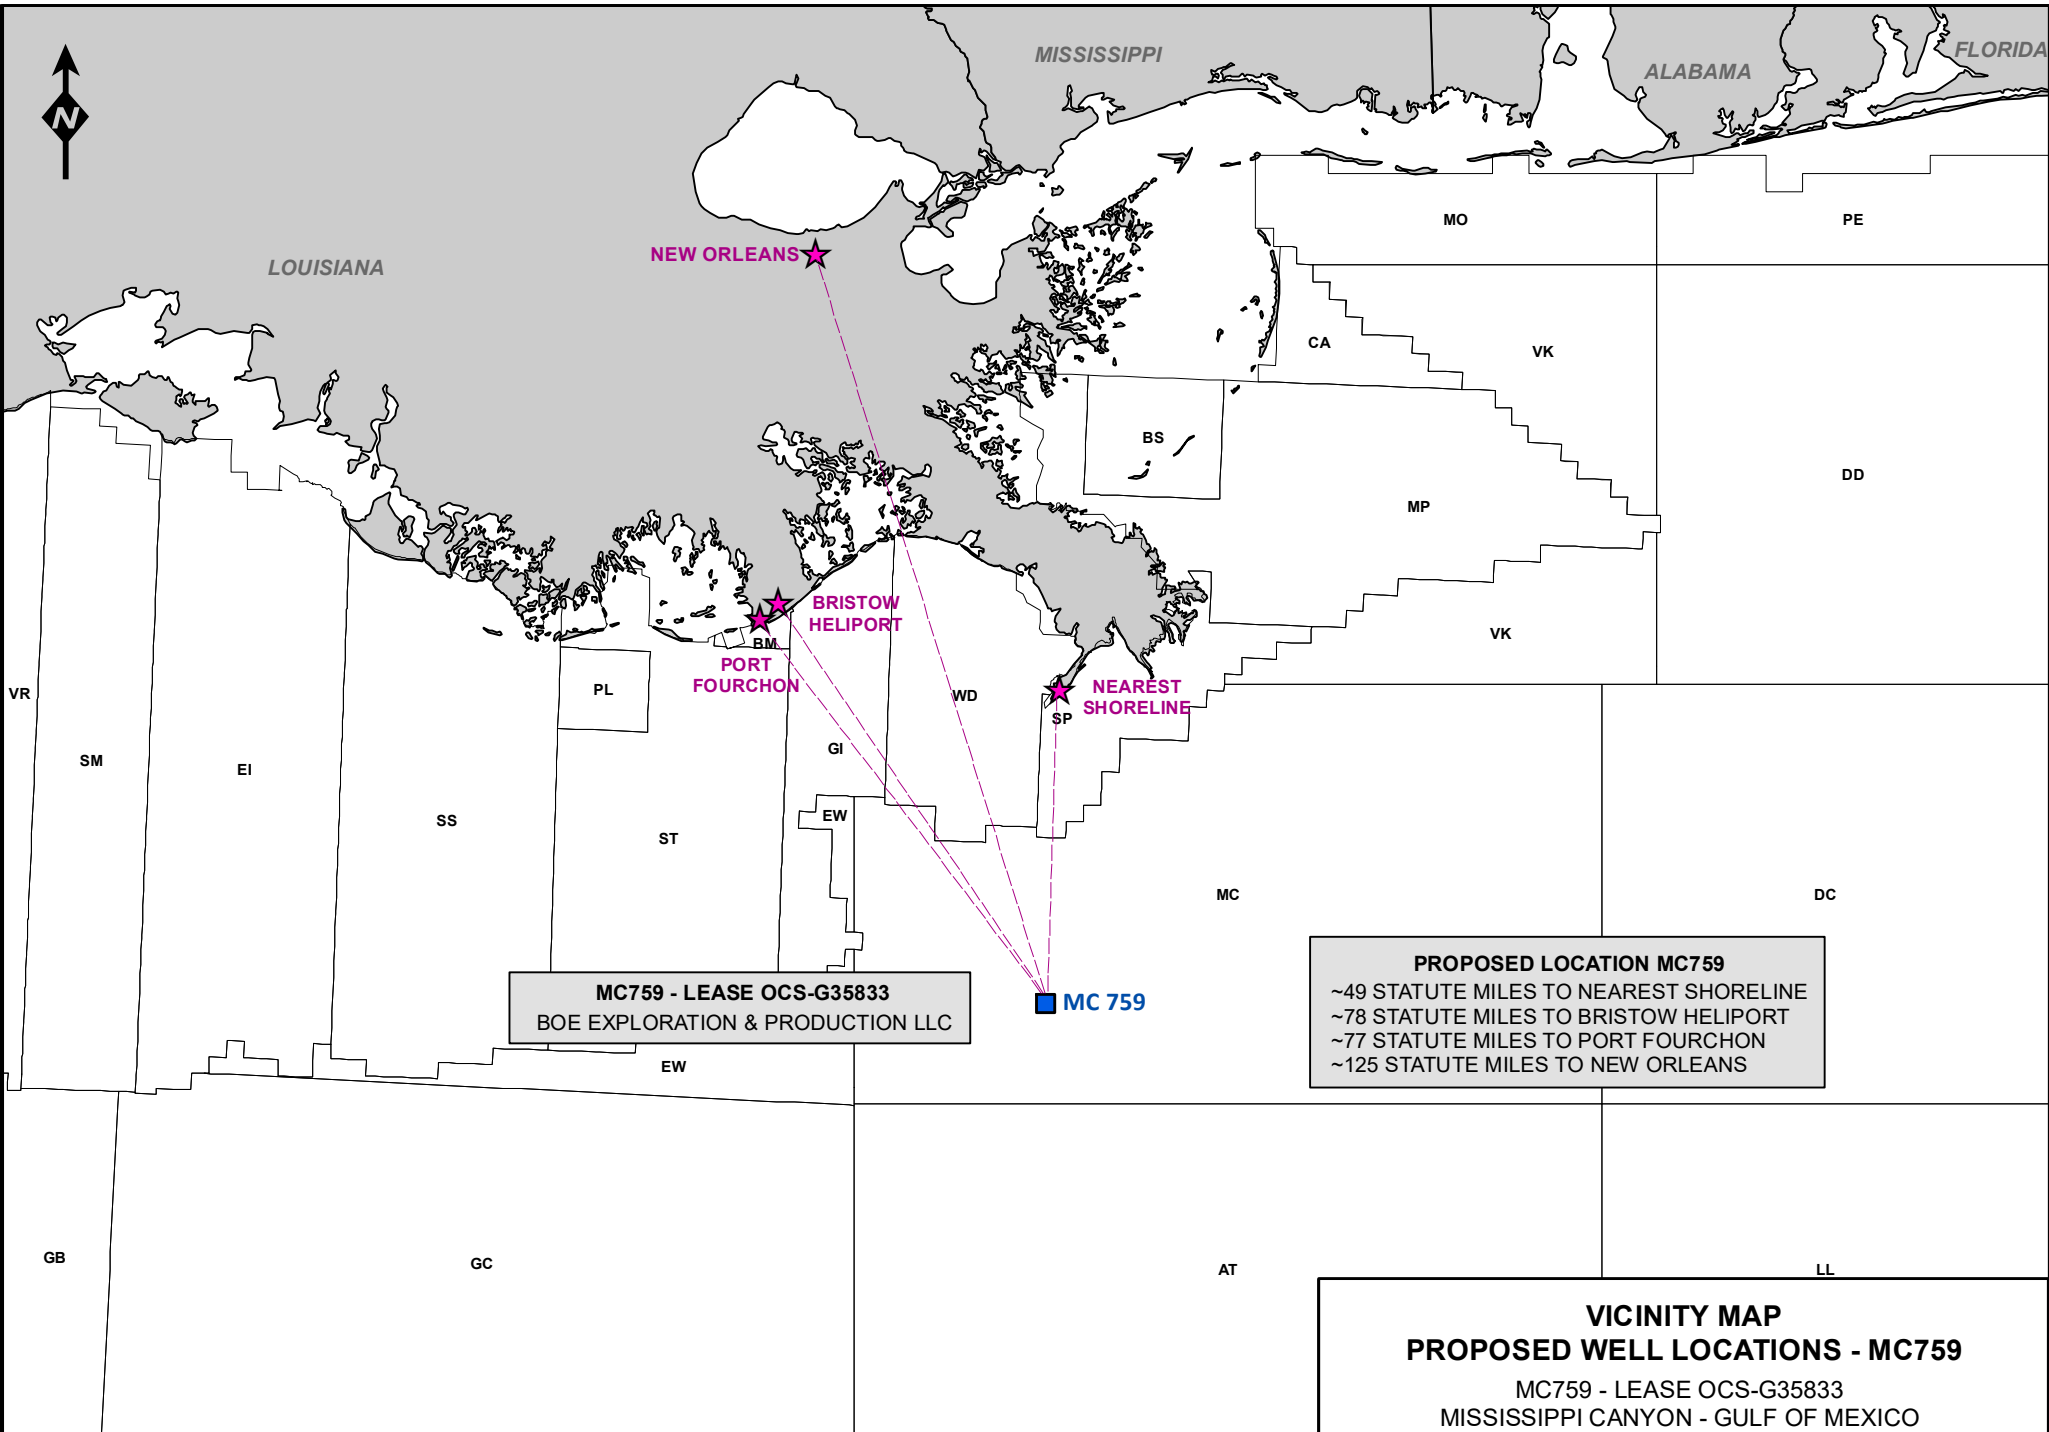 MISSISSIPPI
FLORIDA
ALABAMA
N
MO
PE
NEW ORLEANS
LOUISIANA
CA
VK
BS
DD
MP
BRISTOW
HELIPORT
VK
BM
PORT
FOURCHON
NEAREST
SHORELINE
VR
PL
WD
SP
GI
SM
EI
SS
EW
ST
MC
DC
MC759 - LEASE OCS-G35833
BOE EXPLORATION & PRODUCTION LLC
MC 759
PROPOSED LOCATION MC759
~49 STATUTE MILES TO NEAREST SHORELINE
~78 STATUTE MILES TO BRISTOW HELIPORT
~77 STATUTE MILES TO PORT FOURCHON
~125 STATUTE MILES TO NEW ORLEANS
EW
GB
GC
AT
LL
VICINITY MAP
PROPOSED WELL LOCATIONS - MC759
MC759 - LEASE OCS-G35833
MISSISSIPPI CANYON - GULF OF MEXICO